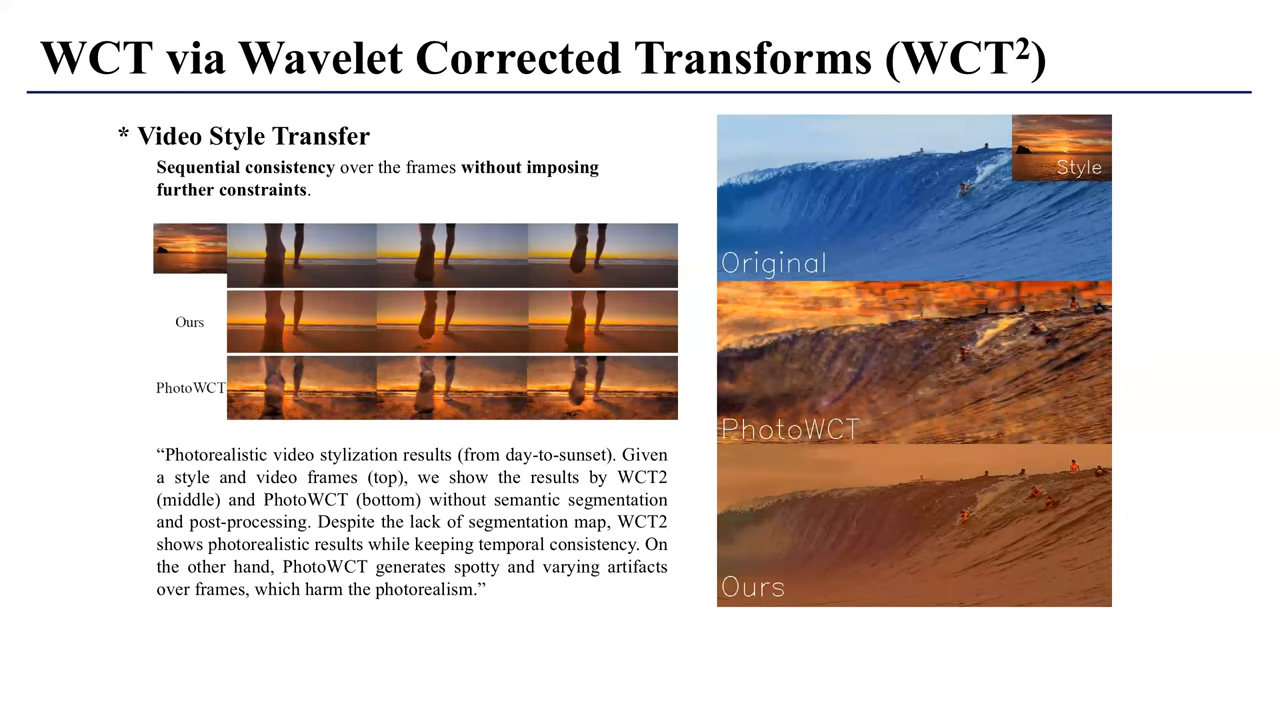 WCT via Wavelet Corrected Transforms (WCT²)
* Video Style Transfer
Sequential consistency over the frames without imposing
further constraints.
Ours
PhotoWCT
“Photorealistic video stylization results (from day-to-sunset). Given
a style and video frames (top), we show the results by WCT2
(middle) and PhotoWCT (bottom) without semantic segmentation
and post-processing. Despite the lack of segmentation map, WCT2
shows photorealistic results while keeping temporal consistency. On
the other hand, PhotoWCT generates spotty and varying artifacts
over frames, which harm the photorealism.”
Style
Original
PhotoWCT
Ours